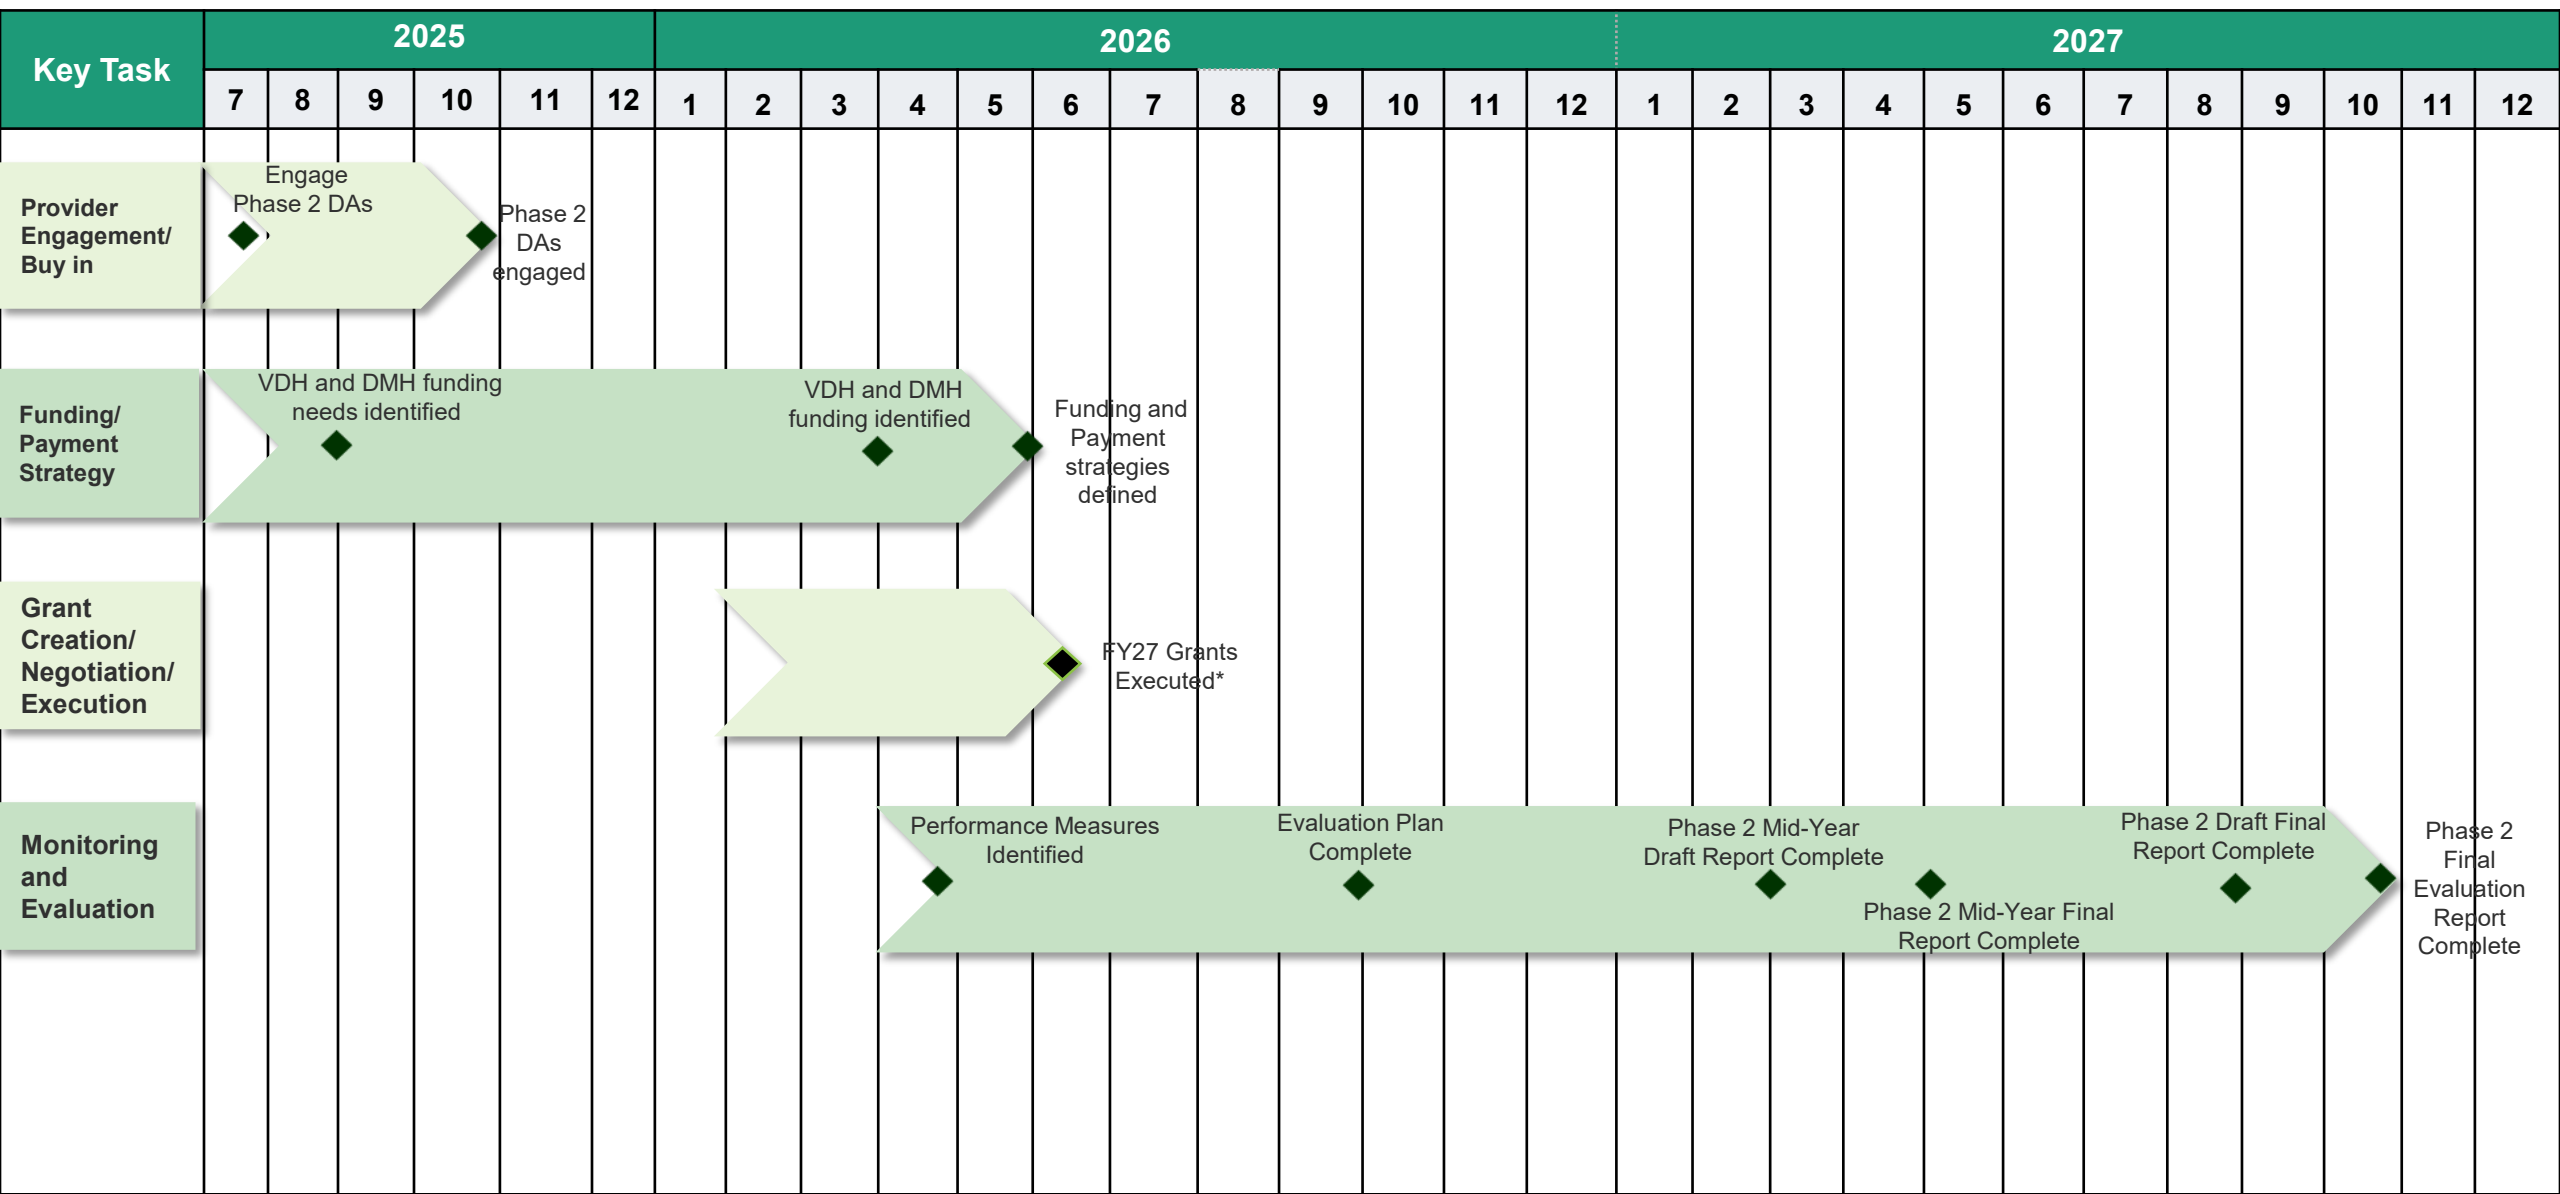 Key Task
2025
2026
2027
7 8 9 10 11 12 1 2 3 4 5 6 7 8 9 10 11 12 1 2 3 4 5 6 7 8 9 10 11 12
Provider
Engagement/
Buy in
Engage
Phase 2 DAs
Phase 2
DAs
engaged
Funding/
Payment
Strategy
VDH and DMH funding
needs identified
VDH and DMH
funding identified
Funding and
Payment
strategies
defined
Grant
Creation/
Negotiation/
Execution
FY27 Grants
Executed*
Monitoring
and
Evaluation
Performance Measures
Identified
Evaluation Plan
Complete
Phase 2 Mid-Year
Draft Report Complete
Phase 2 Mid-Year Final
Report Complete
Phase 2 Draft Final
Report Complete
Phase 2
Final
Evaluation
Report
Complete